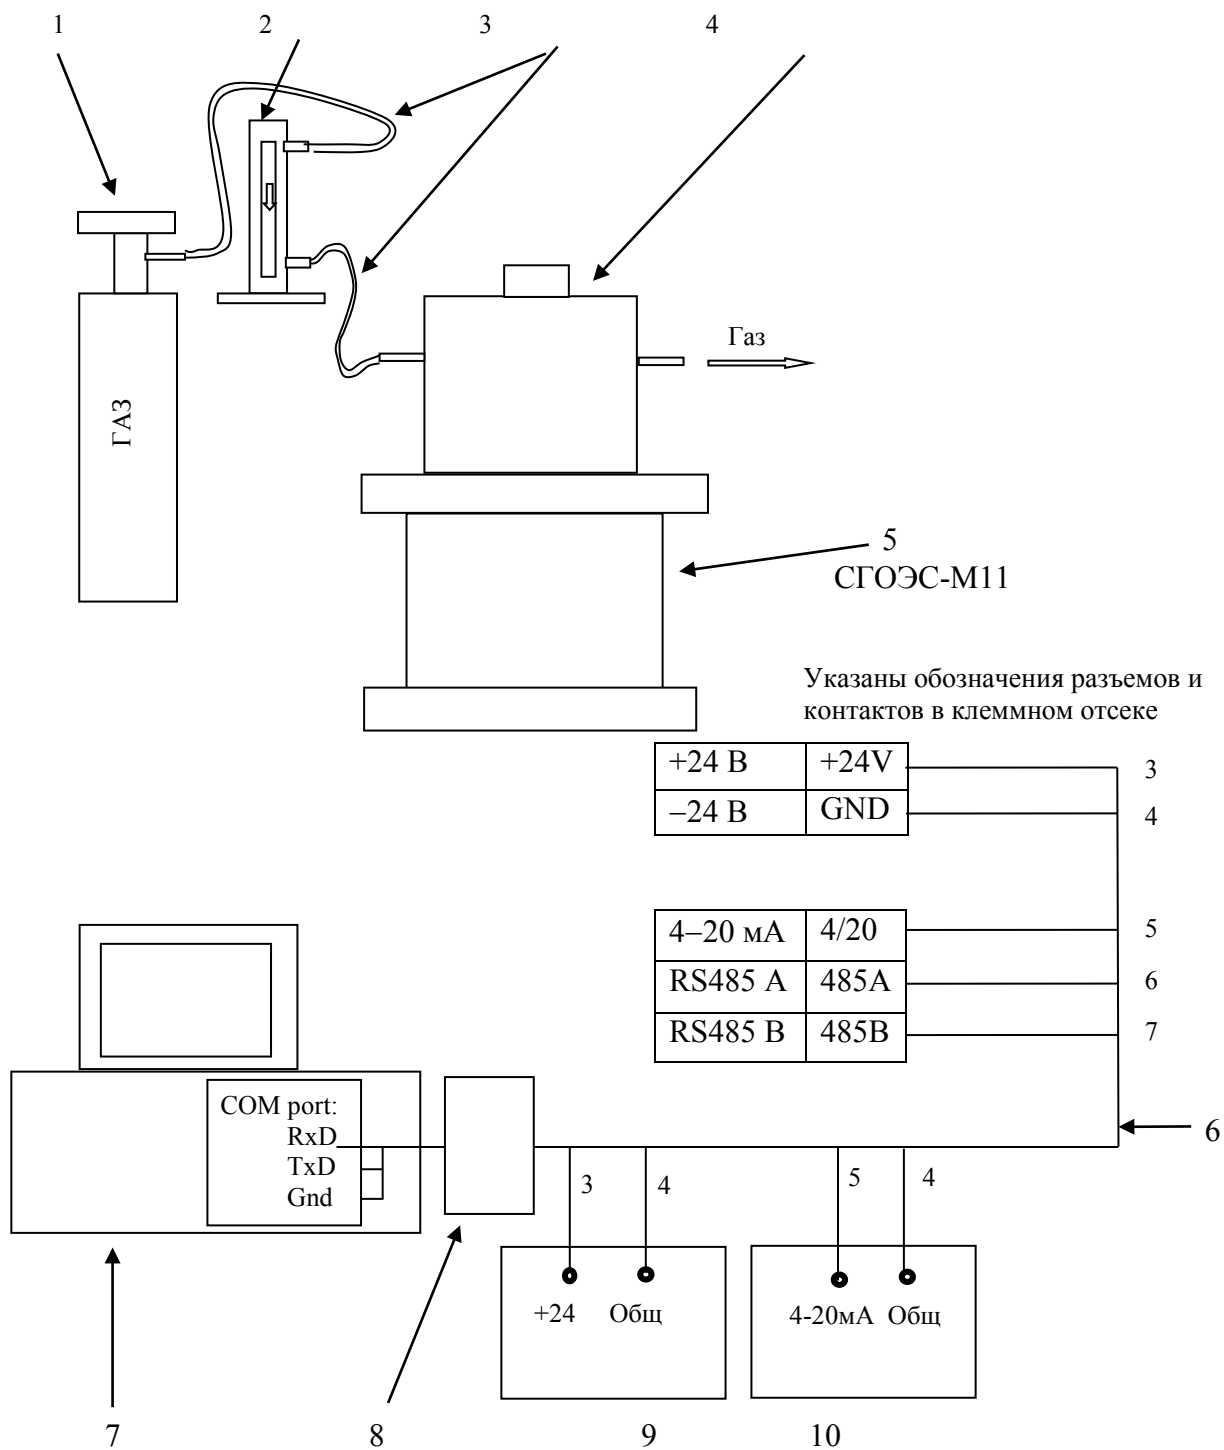 1
2
3
4
Газ
ГАЗ
5
СГОЭС-М11
Указаны обозначения разъемов и
контактов в клеммном отсеке
+24 В +24V 3
–24 В GND 4
4–20 мА 4/20 5
RS485 A 485A 6
RS485 B 485B 7
COM port:
RxD
TxD
Gnd
6
3
4
5
4
+24 Общ
4-20мА Общ
7
8
9
10